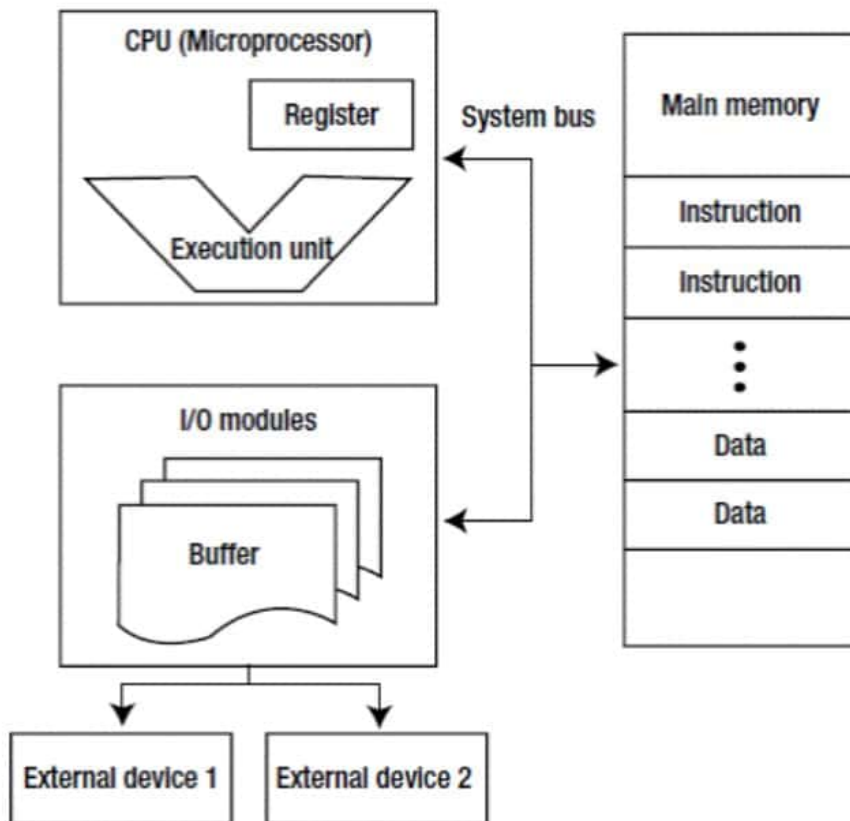 CPU (Microprocessor)
Register
Execution unit
System bus
Main memory
Instruction
Instruction
Data
Data
I/O modules
Buffer
External device 1
External device 2